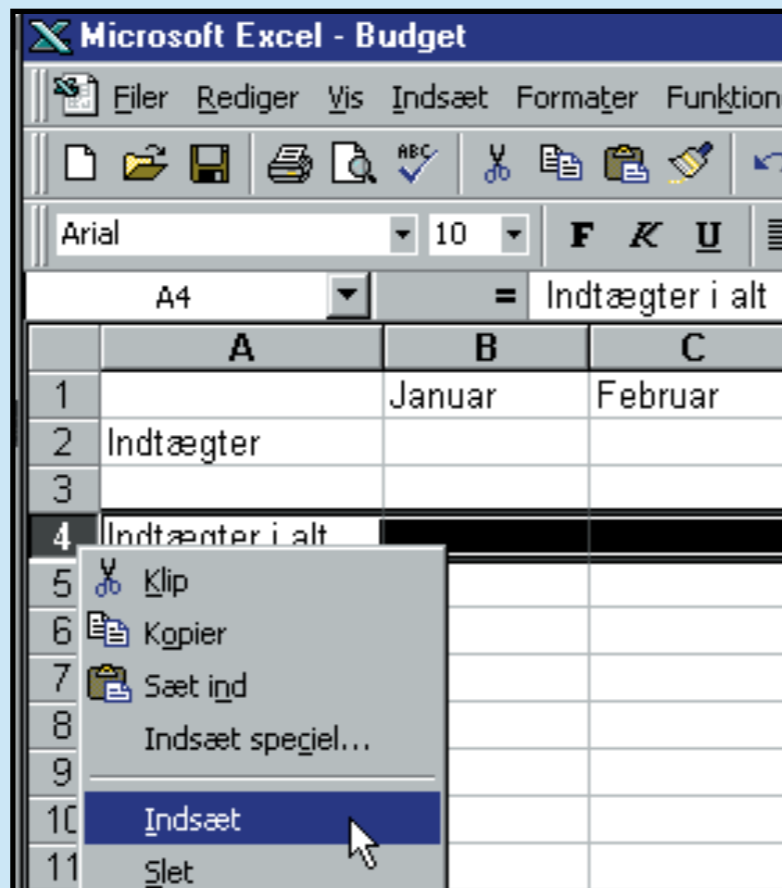 Microsoft Excel - Budget
Filer Rediger Vis Indsæt Formater Funktion
ABC
Arial 10 F K U
A4 = Indtægter i alt
A B C
1 Januar Februar
2 Indtægter
3
4 Indtægter i alt
5 Klip
6 Kopier
7 Sæt ind
8 Indsæt speciel...
9
10 Indsæt
11 Slet